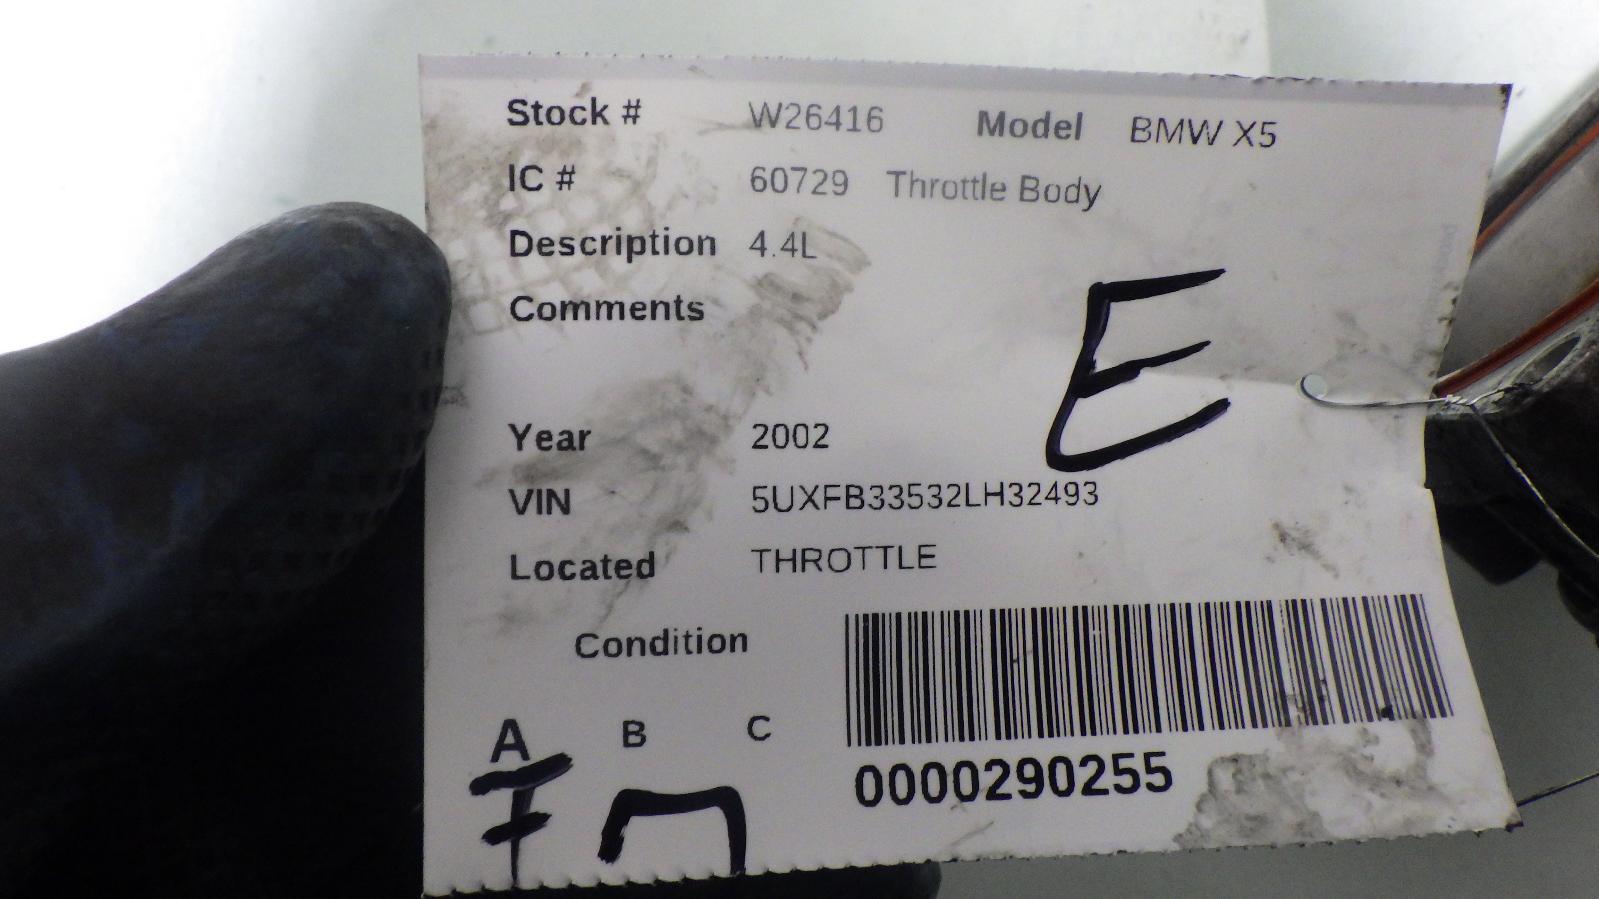 Stock # W26416 Model BMW X5
IC # 60729 Throttle Body
Description 4.4L
Comments
E
Year 2002
VIN 5UXFB33532LH32493
Located THROTTLE
Condition
A B C
0000290255